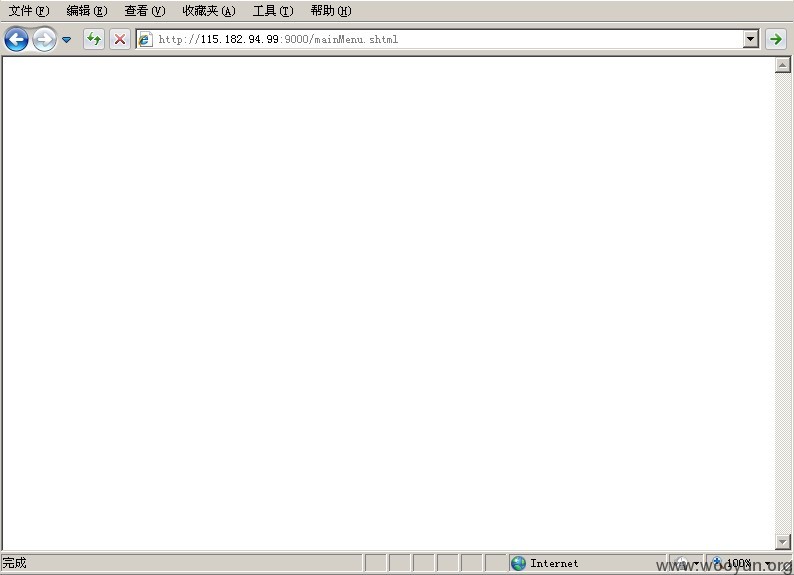 文件(F) 编辑(E) 查看(V) 收藏夹(A) 工具(T) 帮助(H)
http://115.182.94.99:9000/mainMenu.shtml
完成 Internet 100%
www.wooyun.org